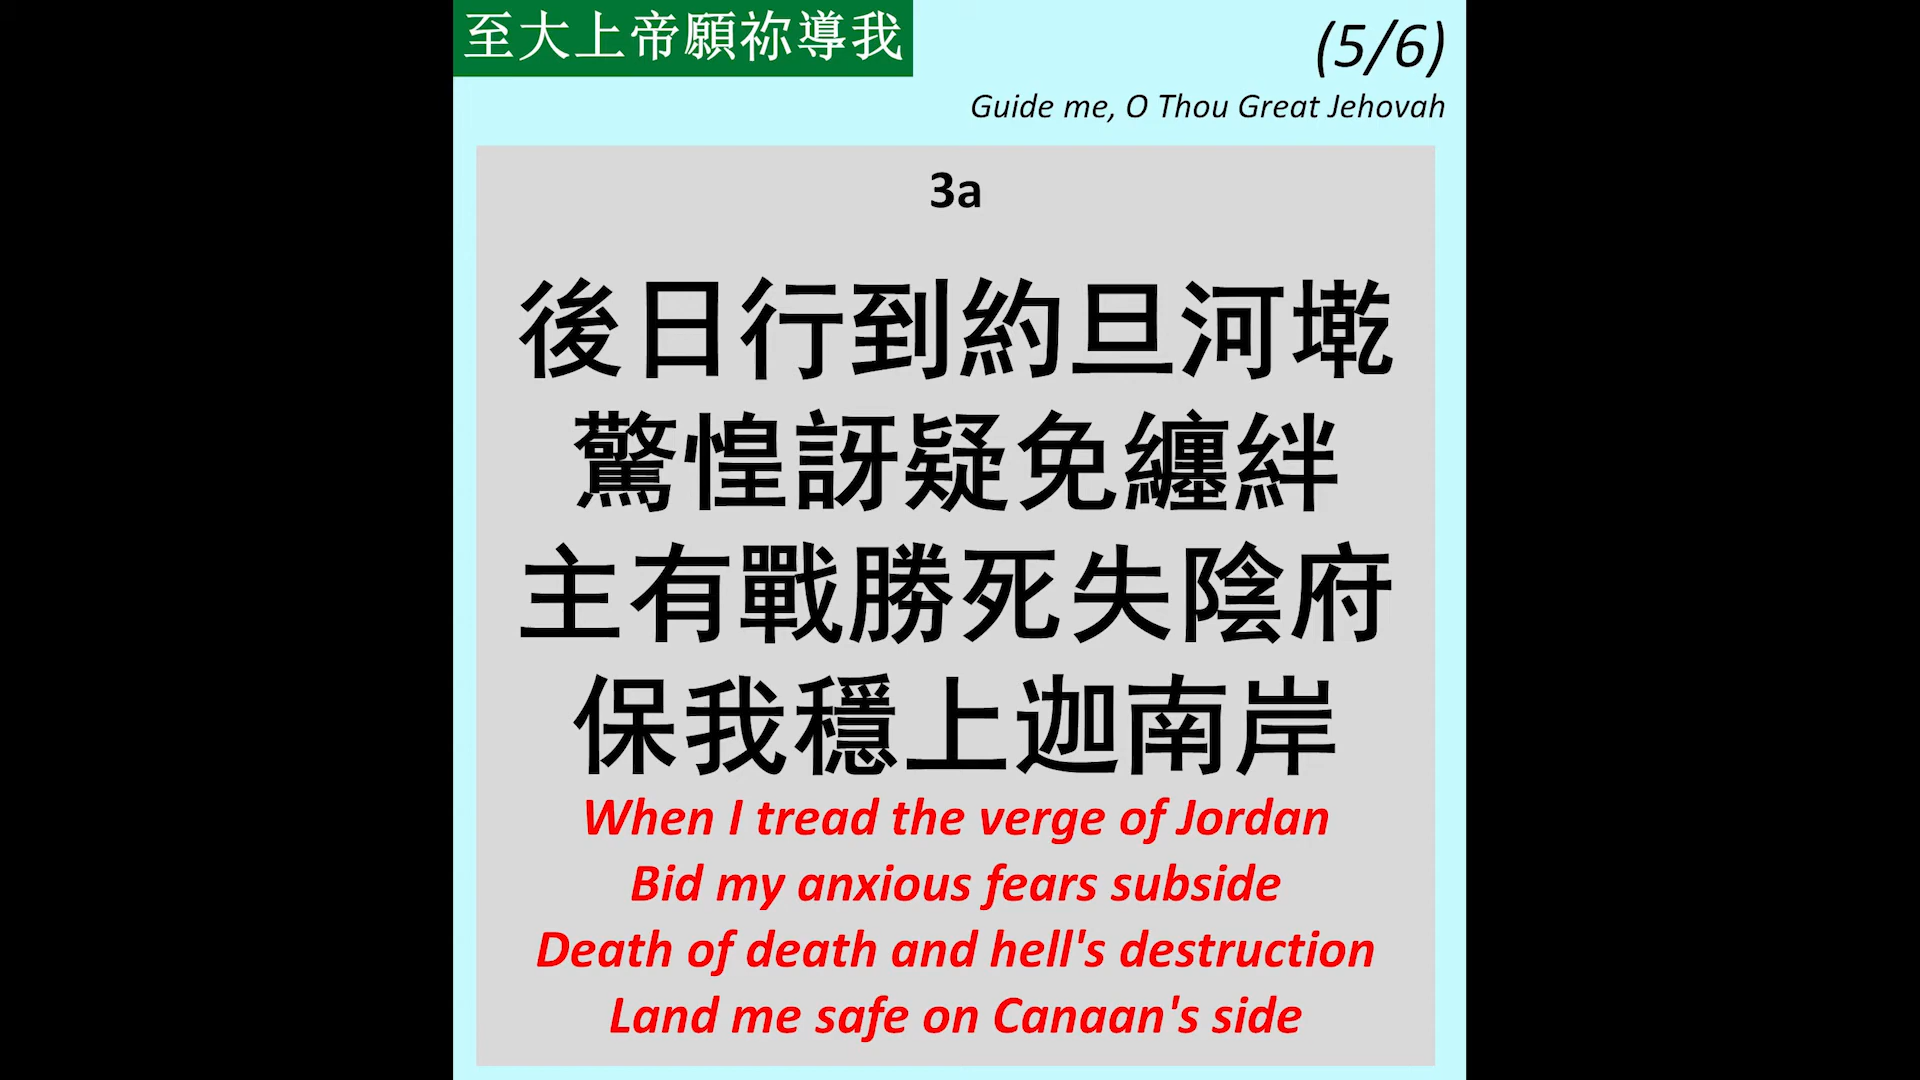 至大上帝願祢導我
(5/6)
Guide me, O Thou Great Jehovah
3a
後日行到約旦河墘
驚惶訝疑免纏絆
主有戰勝死失陰府
保我穩上迦南岸
When I tread the verge of Jordan
Bid my anxious fears subside
Death of death and hell's destruction
Land me safe on Canaan's side